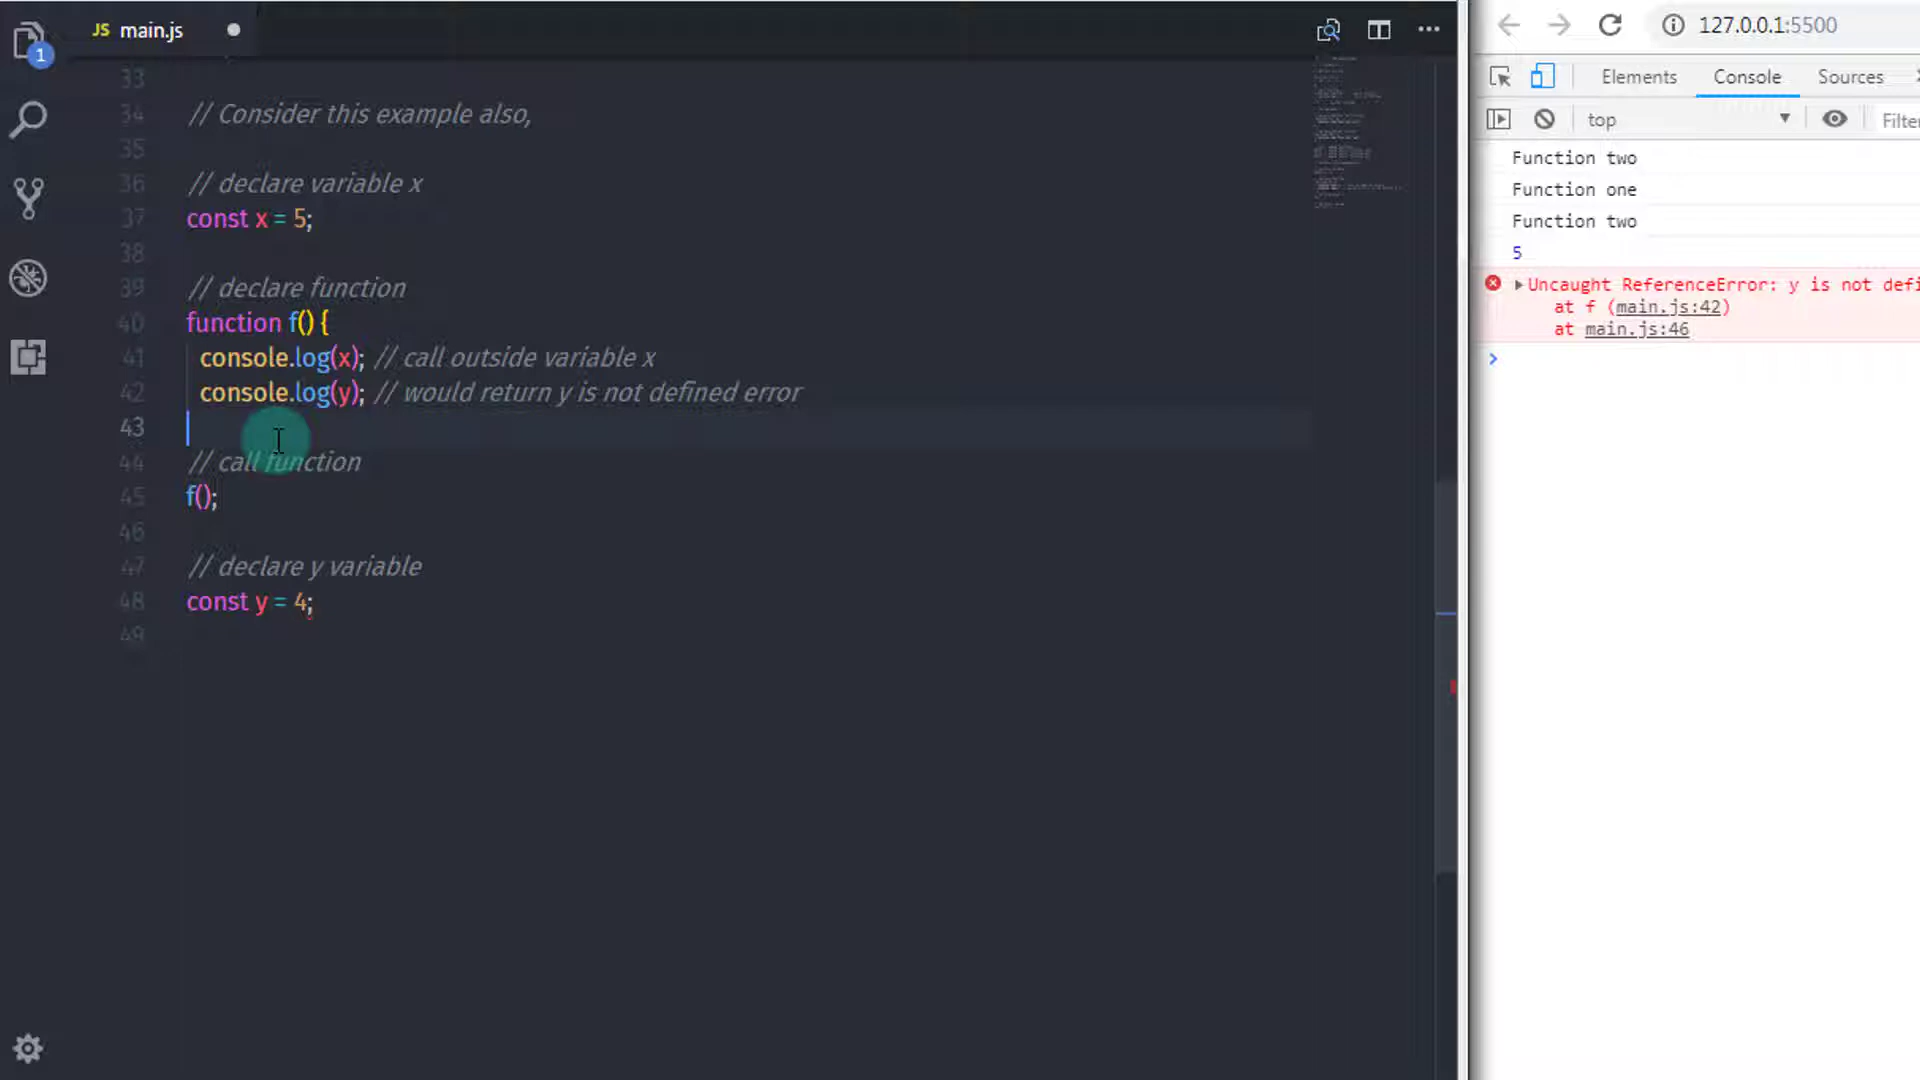 JS main.js
1
33
34 // Consider this example also,
35
36 // declare variable x
37 const x = 5;
38
39 // declare function
40 function f() {
41 console.log(x); // call outside variable x
42 console.log(y); // would return y is not defined error
43
44 // call function
45 f();
46
47 // declare y variable
48 const y = 4;
49
127.0.0.1:5500
Elements Console Sources
top Filte
Function two
Function one
Function two
5
Uncaught ReferenceError: y is not defi
at f (main.js:42)
at main.js:46